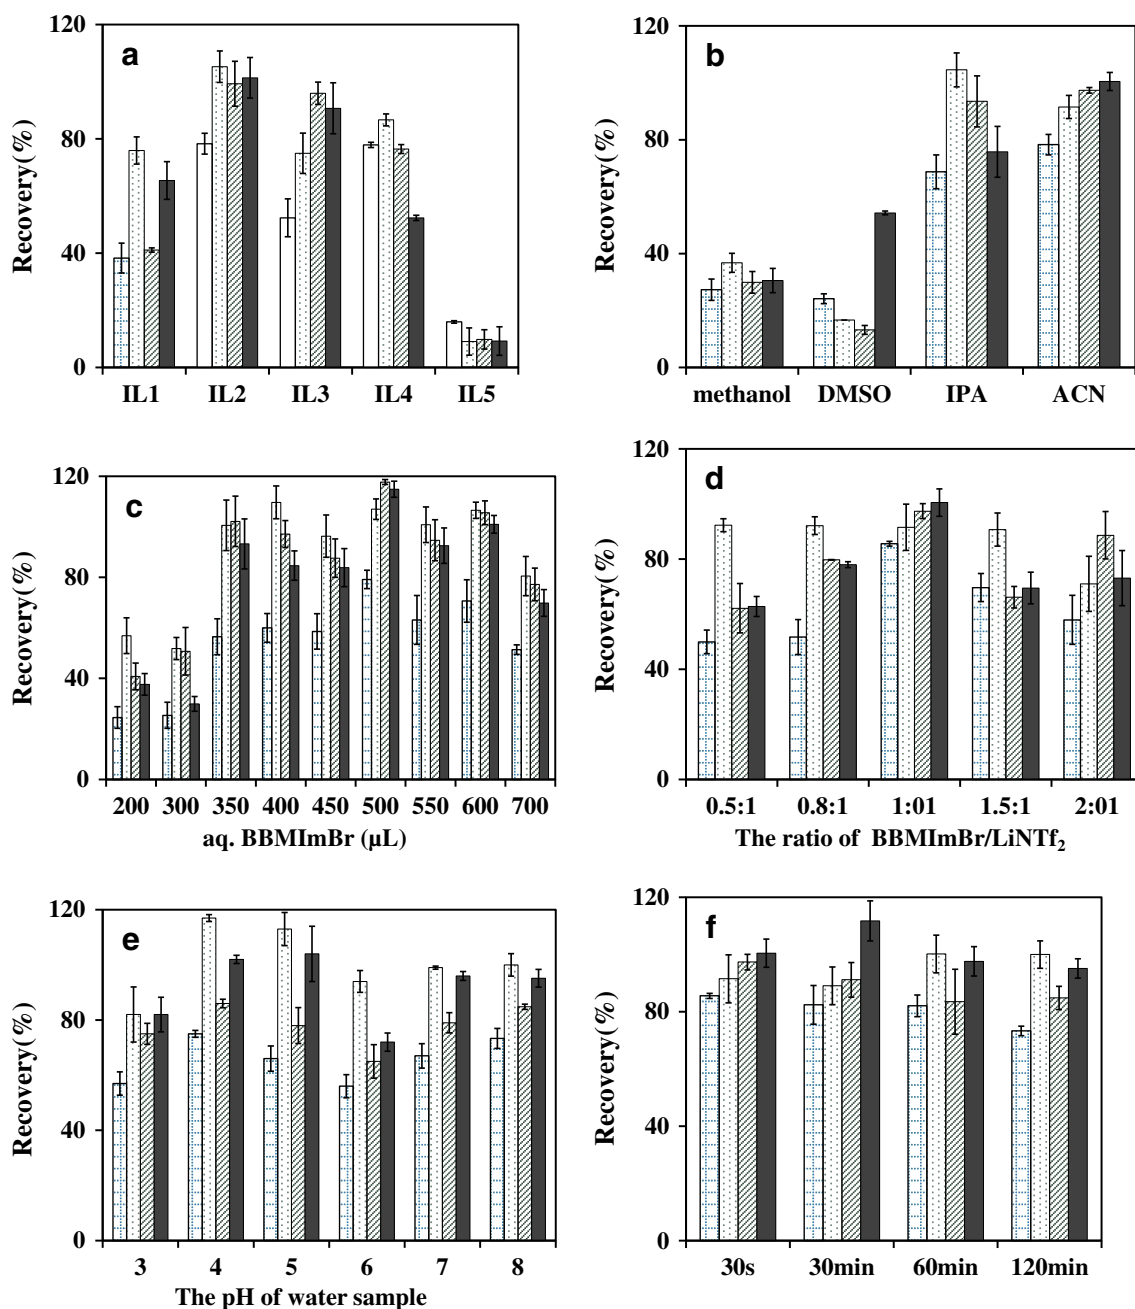 a
Recovery(%)
120
80
40
0
IL1 IL2 IL3 IL4 IL5
b
Recovery(%)
120
80
40
0
methanol DMSO IPA ACN
c
Recovery(%)
120
80
40
0
200 300 350 400 450 500 550 600 700
aq. BBMImBr (µL)
d
Recovery(%)
120
80
40
0
0.5:1 0.8:1 1:01 1.5:1 2:01
The ratio of BBMImBr/LiNTf₂
e
Recovery(%)
120
80
40
0
3 4 5 6 7 8
The pH of water sample
f
Recovery(%)
120
80
40
0
30s 30min 60min 120min